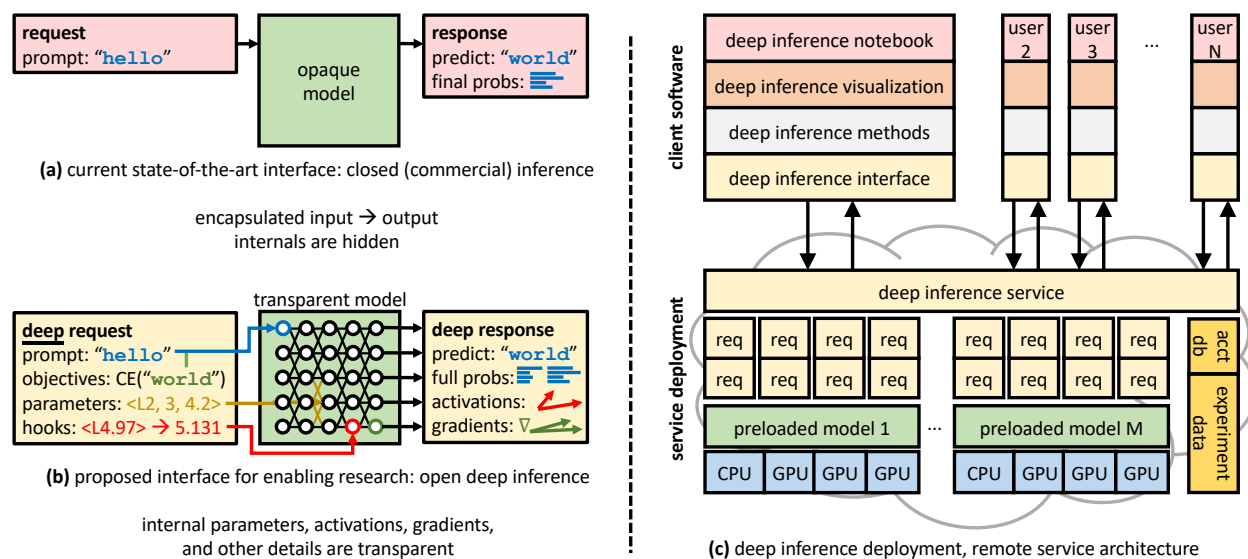 request
prompt: “hello”
opaque
model
response
predict: “world”
final probs:
(a) current state-of-the-art interface: closed (commercial) inference
encapsulated input → output
internals are hidden
transparent model
deep request
prompt: “hello”
objectives: CE(“world”)
parameters: <L2, 3, 4.2>
hooks: <L4.97> → 5.131
deep response
predict: “world”
full probs:
activations:
gradients: ∇
(b) proposed interface for enabling research: open deep inference
internal parameters, activations, gradients,
and other details are transparent
client software
deep inference notebook
deep inference visualization
deep inference methods
deep inference interface
user
2
user
3
...
user
N
service deployment
deep inference service
req req req req req req req req
req req req req req req req req
acct
db
experiment
data
preloaded model 1 ... preloaded model M
CPU GPU GPU GPU CPU GPU GPU GPU
(c) deep inference deployment, remote service architecture